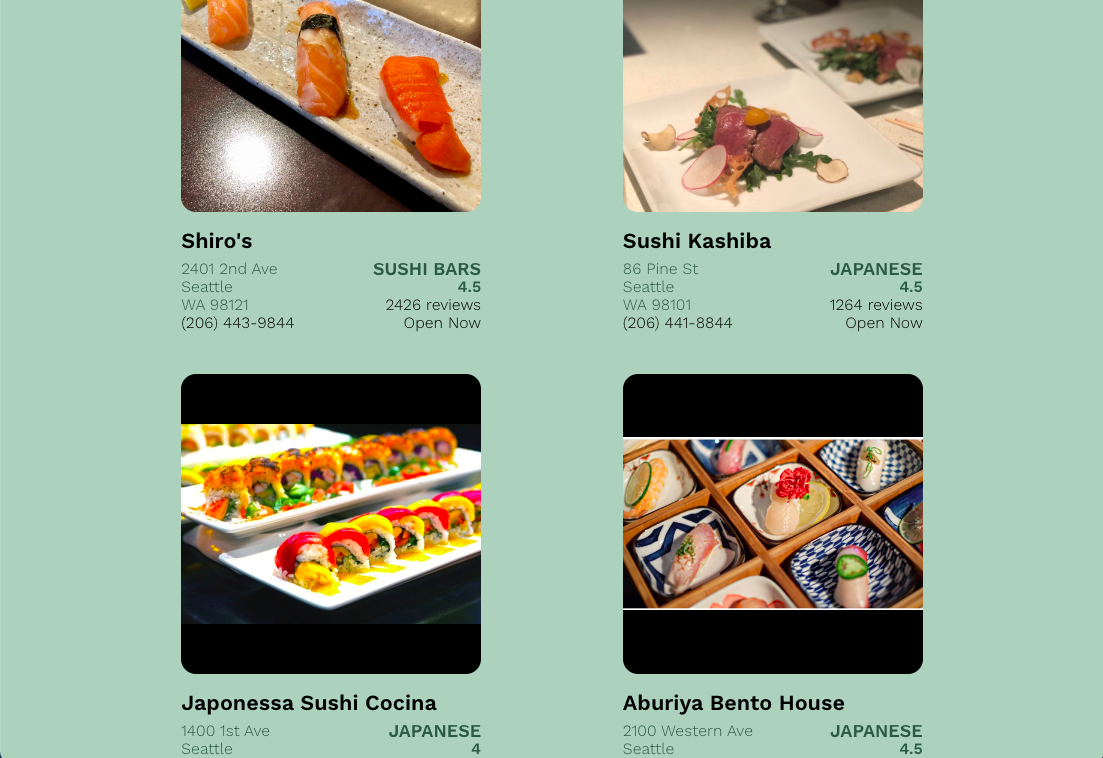 Shiro's
2401 2nd Ave
Seattle
WA 98121
(206) 443-9844
SUSHI BARS
4.5
2426 reviews
Open Now
Sushi Kashiba
86 Pine St
Seattle
WA 98101
(206) 441-8844
JAPANESE
4.5
1264 reviews
Open Now
Japonessa Sushi Cocina
1400 1st Ave
Seattle
JAPANESE
4
Aburiya Bento House
2100 Western Ave
Seattle
JAPANESE
4.5